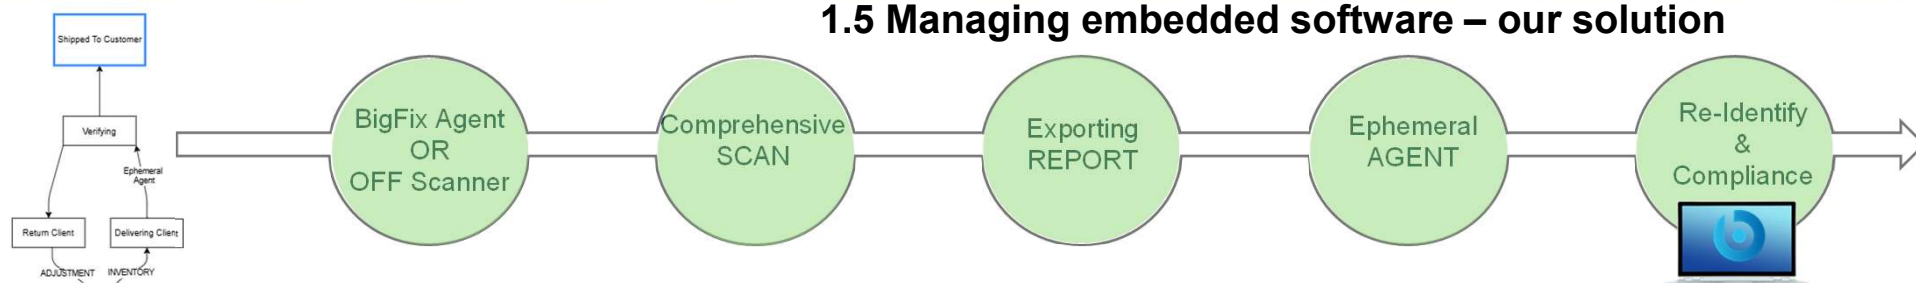 1.5 Managing embedded software – our solution
Shipped To Customer
Verifying
Ephemeral
Agent
Return Client
Delivering Client
ADJUSTMENT
INVENTORY
BigFix Agent
OR
OFF Scanner
Comprehensive
SCAN
Exporting
REPORT
Ephemeral
AGENT
Re-Identify
&
Compliance